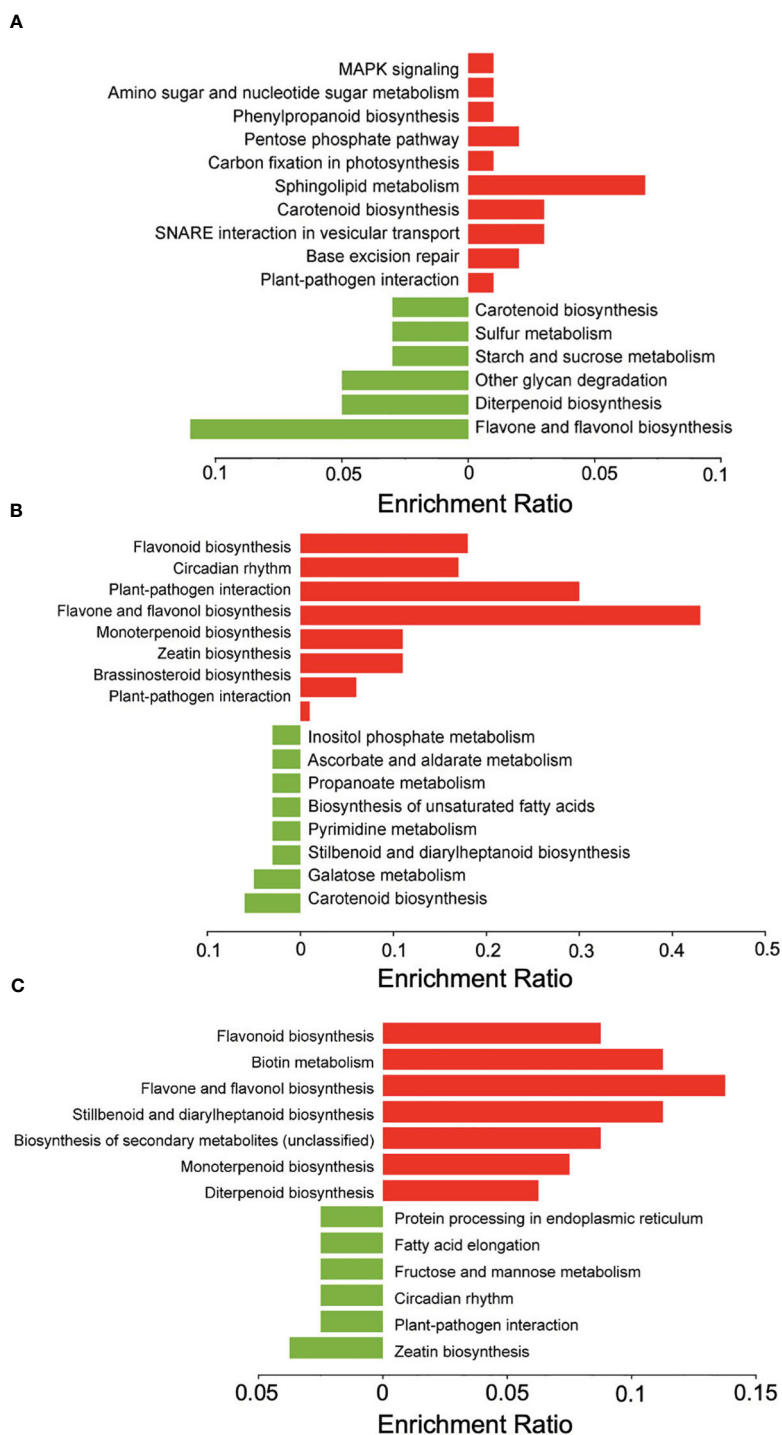 A
MAPK signaling
Amino sugar and nucleotide sugar metabolism
Phenylpropanoid biosynthesis
Pentose phosphate pathway
Carbon fixation in photosynthesis
Sphingolipid metabolism
Carotenoid biosynthesis
SNARE interaction in vesicular transport
Base excision repair
Plant-pathogen interaction
Carotenoid biosynthesis
Sulfur metabolism
Starch and sucrose metabolism
Other glycan degradation
Diterpenoid biosynthesis
Flavone and flavonol biosynthesis
0.1 0.05 0 0.05 0.1
Enrichment Ratio
B
Flavonoid biosynthesis
Circadian rhythm
Plant-pathogen interaction
Flavone and flavonol biosynthesis
Monoterpenoid biosynthesis
Zeatin biosynthesis
Brassinosteroid biosynthesis
Plant-pathogen interaction
Inositol phosphate metabolism
Ascorbate and aldarate metabolism
Propanoate metabolism
Biosynthesis of unsaturated fatty acids
Pyrimidine metabolism
Stilbenoid and diarylheptanoid biosynthesis
Galatose metabolism
Carotenoid biosynthesis
0.1 0 0.1 0.2 0.3 0.4 0.5
Enrichment Ratio
C
Flavonoid biosynthesis
Biotin metabolism
Flavone and flavonol biosynthesis
Stillbenoid and diarylheptanoid biosynthesis
Biosynthesis of secondary metabolites (unclassified)
Monoterpenoid biosynthesis
Diterpenoid biosynthesis
Protein processing in endoplasmic reticulum
Fatty acid elongation
Fructose and mannose metabolism
Circadian rhythm
Plant-pathogen interaction
Zeatin biosynthesis
0.05 0 0.05 0.1 0.15
Enrichment Ratio